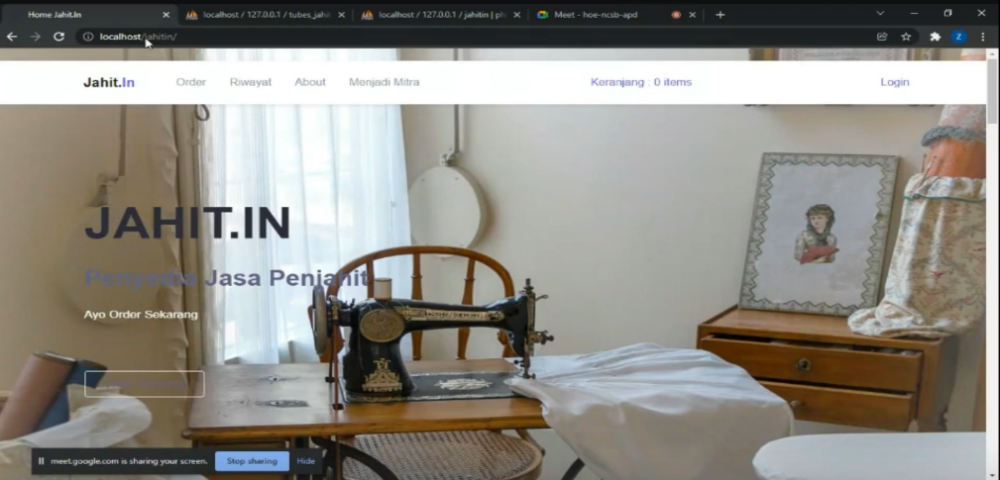 Home Jahit.In
localhost / 127.0.0.1 / tubes_jahit
localhost / 127.0.0.1 / jahitin | ph
Meet - hoe-ncsb-apd
localhost/jahitin/
Z
Jahit.In Order Riwayat About Menjadi Mitra Keranjang : 0 items Login
JAHIT.IN
Penyedia Jasa Penjahit
Ayo Order Sekarang
meet.google.com is sharing your screen. Stop sharing Hide